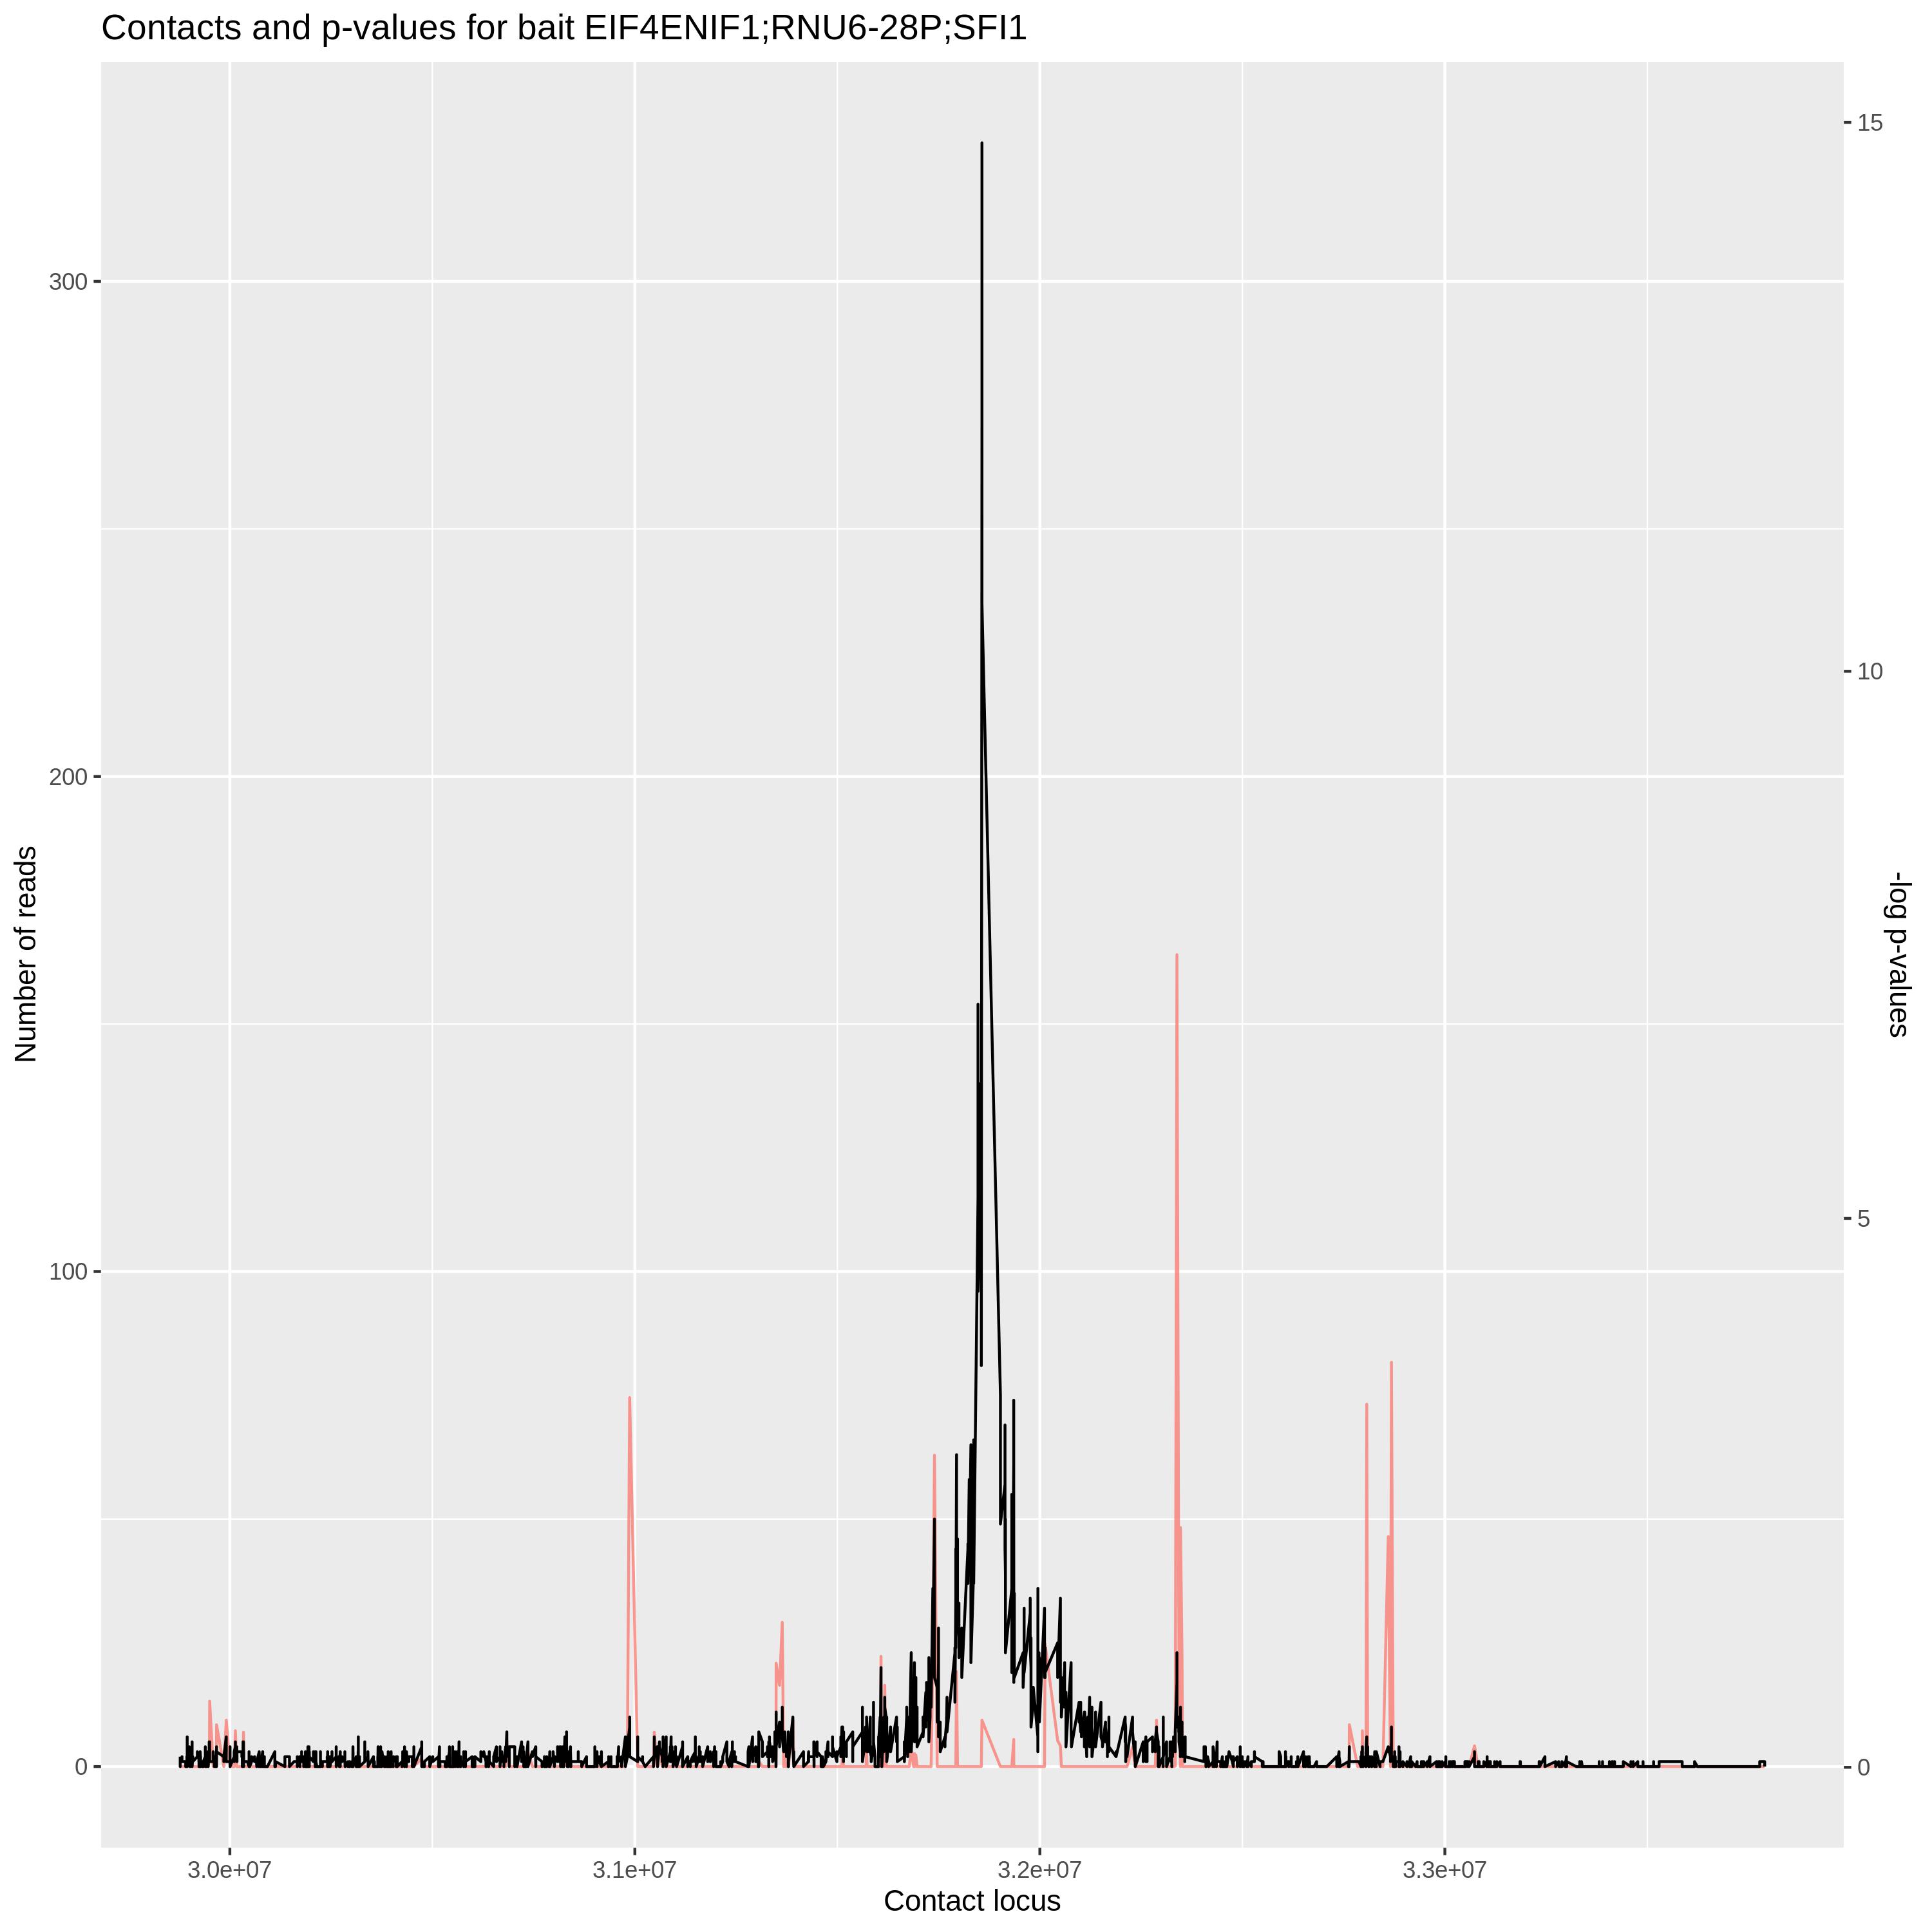 Contacts and p-values for bait EIF4ENIF1;RNU6-28P;SFI1
300
200
100
0
Number of reads
15
10
5
0
-log p-values
3.0e+07
3.1e+07
3.2e+07
3.3e+07
Contact locus